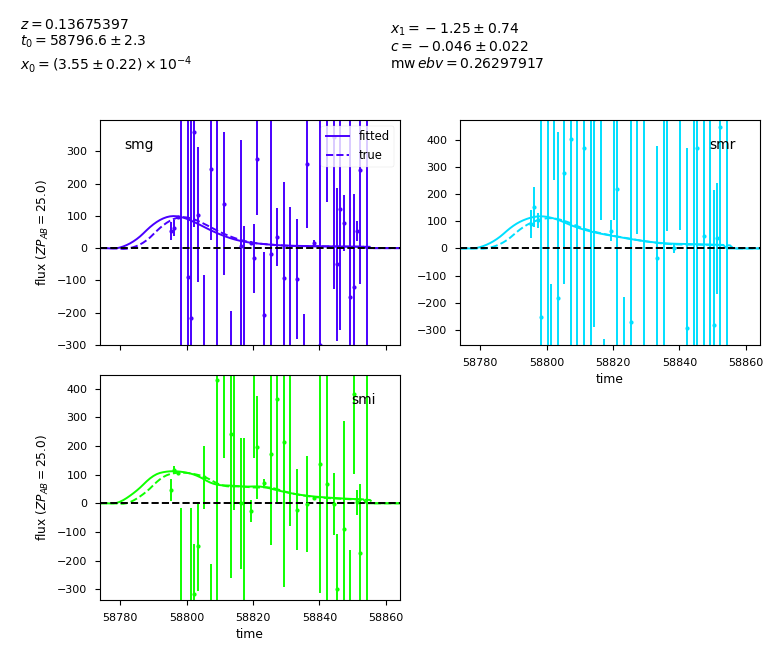 z = 0.13675397
t₀ = 58796.6 ± 2.3
x₀ = (3.55 ± 0.22) × 10⁻⁴
x₁ = −1.25 ± 0.74
c = −0.046 ± 0.022
mw ebv = 0.26297917
smg
fitted
true
300
200
100
0
−100
−200
−300
flux (ZP_AB = 25.0)
smr
400
300
200
100
0
−100
−200
−300
58780 58800 58820 58840 58860
time
smi
400
300
200
100
0
−100
−200
−300
flux (ZP_AB = 25.0)
58780 58800 58820 58840 58860
time